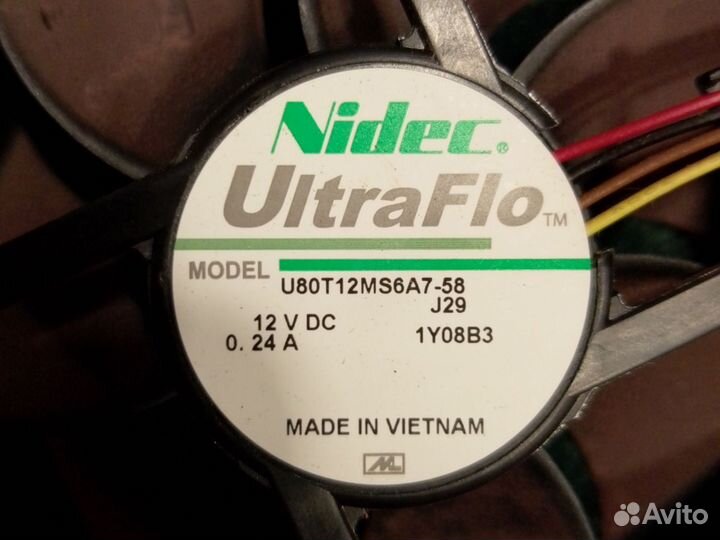 Nidec®
UltraFlo™
MODEL U80T12MS6A7-58
J29
12 V DC
0. 24 A 1Y08B3
MADE IN VIETNAM
Avito